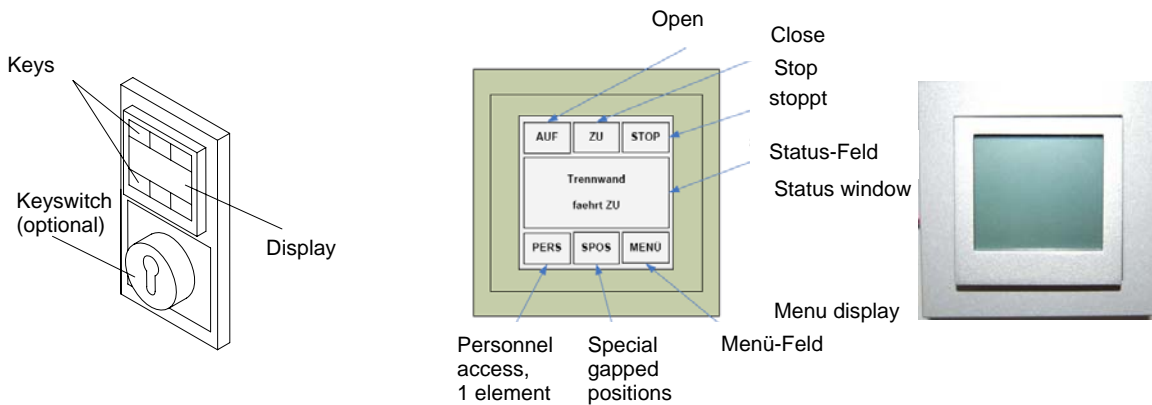 Keys
Keyswitch
(optional)
Display
Open
Close
Stop
stoppt
Status-Feld
Status window
AUF ZU STOP
Trennwand
faehrt ZU
PERS SPOS MENÜ
Menu display
Menü-Feld
Personnel
access,
1 element
Special
gapped
positions